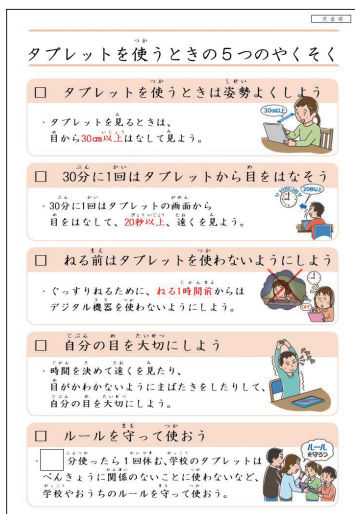 児童用
タブレットを使うときの5つのやくそく
□ タブレットを使うときは姿勢よくしよう
・タブレットを見るときは、
目から30cm以上はなして見よう。
30cm以上
□ 30分に1回はタブレットから目をはなそう
・30分に1回はタブレットの画面から
目をはなして、20秒以上、遠くを見よう。
20秒以上
□ ねる前はタブレットを使わないようにしよう
・ぐっすりねるために、ねる1時間前からは
デジタル機器を使わないようにしよう。
□ 自分の目を大切にしよう
・時間を決めて遠くを見たり、
目がかわかないようにまばたきをしたりして、
自分の目を大切にしよう。
□ ルールを守って使おう
・□分使ったら1回休む、学校のタブレットは
べんきょうに関係のないことに使わないなど、
学校やおうちのルールを守って使おう。
ルール
を守ろう